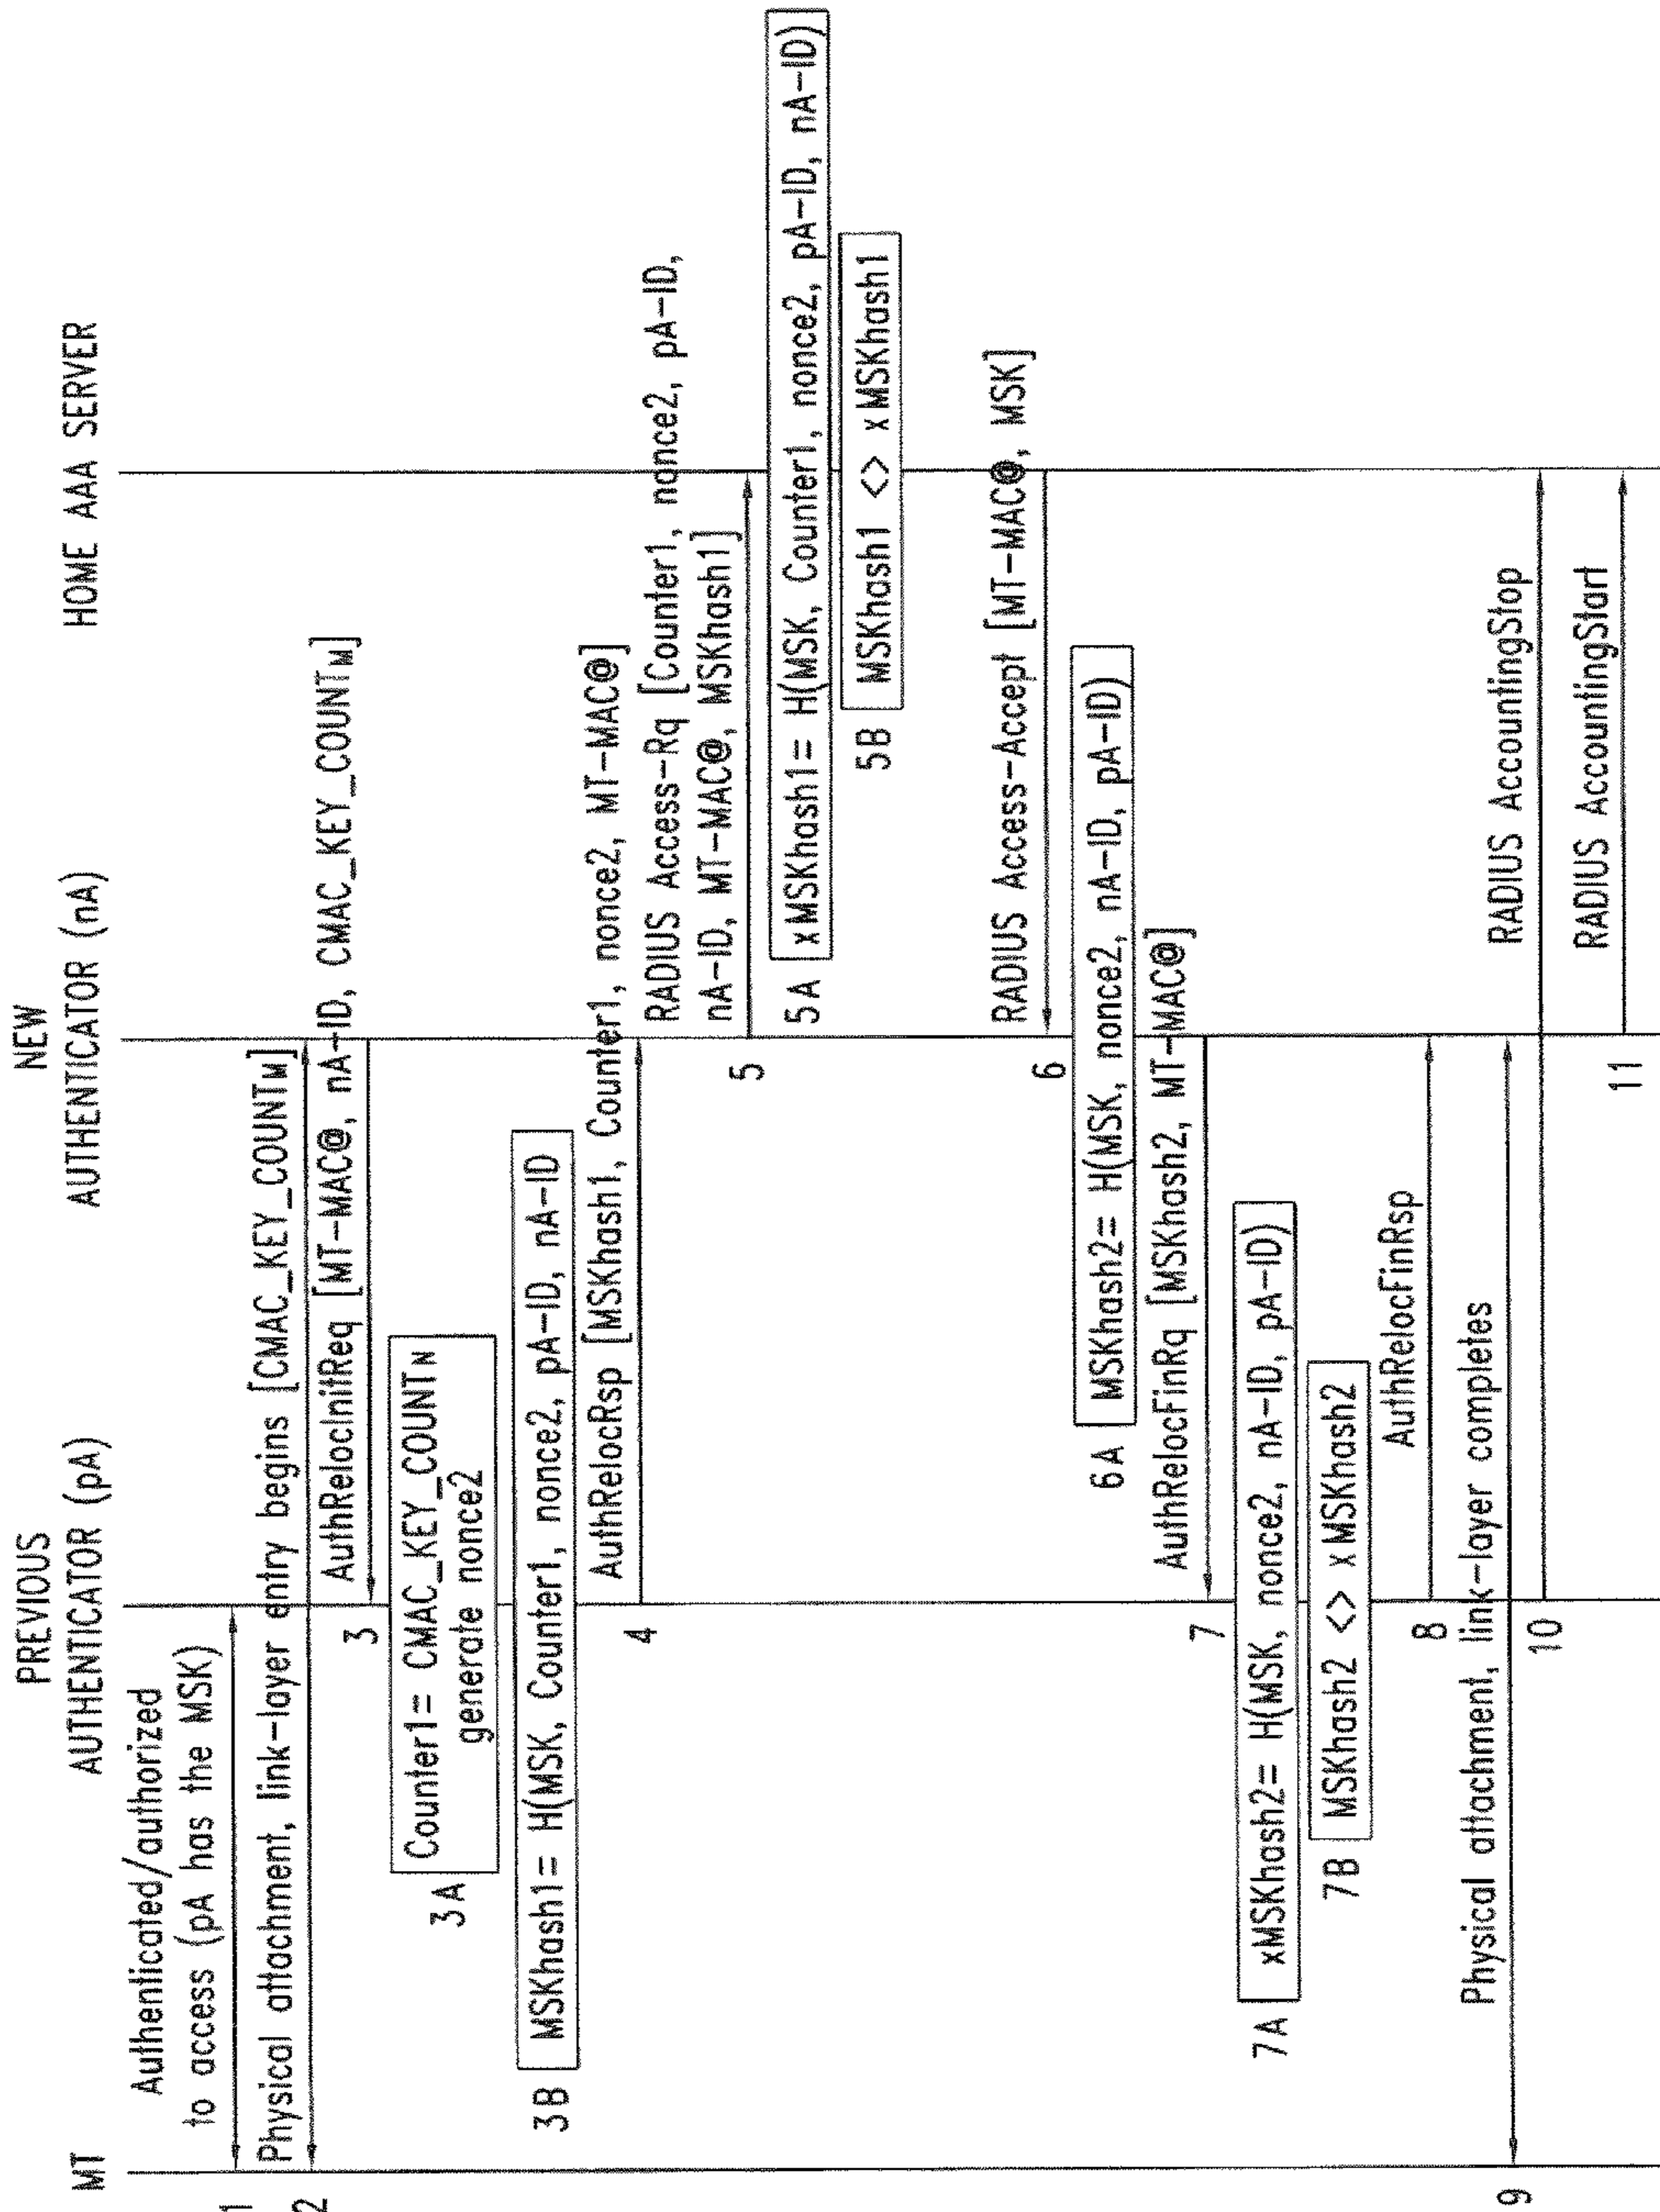 MT
PREVIOUS
AUTHENTICATOR (pA)
NEW
AUTHENTICATOR (nA)
HOME AAA SERVER
1
Authenticated/authorized
to access (pA has the MSK)
2
Physical attachment, link-layer entry begins [CMAC_KEY_COUNTM]
3
AuthRelocInitReq [MT-MAC@, nA-ID, CMAC_KEY_COUNTM]
3A
Counter1= CMAC_KEY_COUNTN
generate nonce2
3B
MSKhash1= H(MSK, Counter1, nonce2, pA-ID, nA-ID
4
AuthRelocRsp [MSKhash1, Counter1, nonce2, MT-MAC@]
5
RADIUS Access-Rq [Counter1, nonce2, pA-ID,
nA-ID, MT-MAC@, MSKhash1]
5A
xMSKhash1= H(MSK, Counter1, nonce2, pA-ID, nA-ID)
5B
MSKhash1 <> xMSKhash1
6
RADIUS Access-Accept [MT-MAC@, MSK]
6A
MSKhash2= H(MSK, nonce2, nA-ID, pA-ID)
7
AuthRelocFinRq [MSKhash2, MT-MAC@]
7A
xMSKhash2= H(MSK, nonce2, nA-ID, pA-ID)
7B
MSKhash2 <> xMSKhash2
8
AuthRelocFinRsp
9
Physical attachment, link-layer completes
10
RADIUS AccountingStop
11
RADIUS AccountingStart